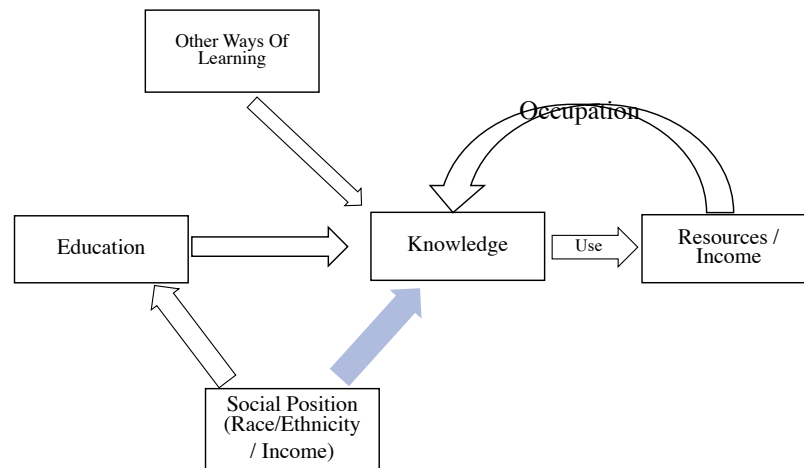 Other Ways Of
Learning
Occupation
Education
Knowledge
Use
Resources /
Income
Social Position
(Race/Ethnicity
/ Income)